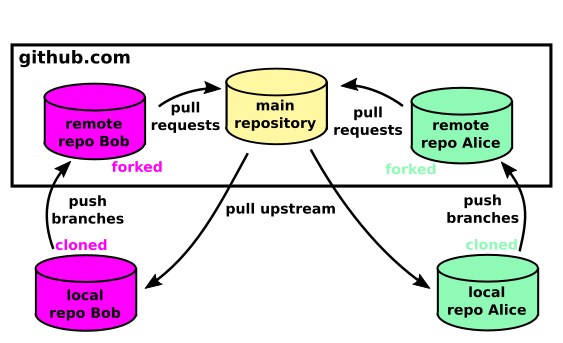 github.com
main
repository
pull
requests
pull
requests
remote
repo Bob
remote
repo Alice
forked
forked
push
branches
pull upstream
push
branches
cloned
cloned
local
repo Bob
local
repo Alice